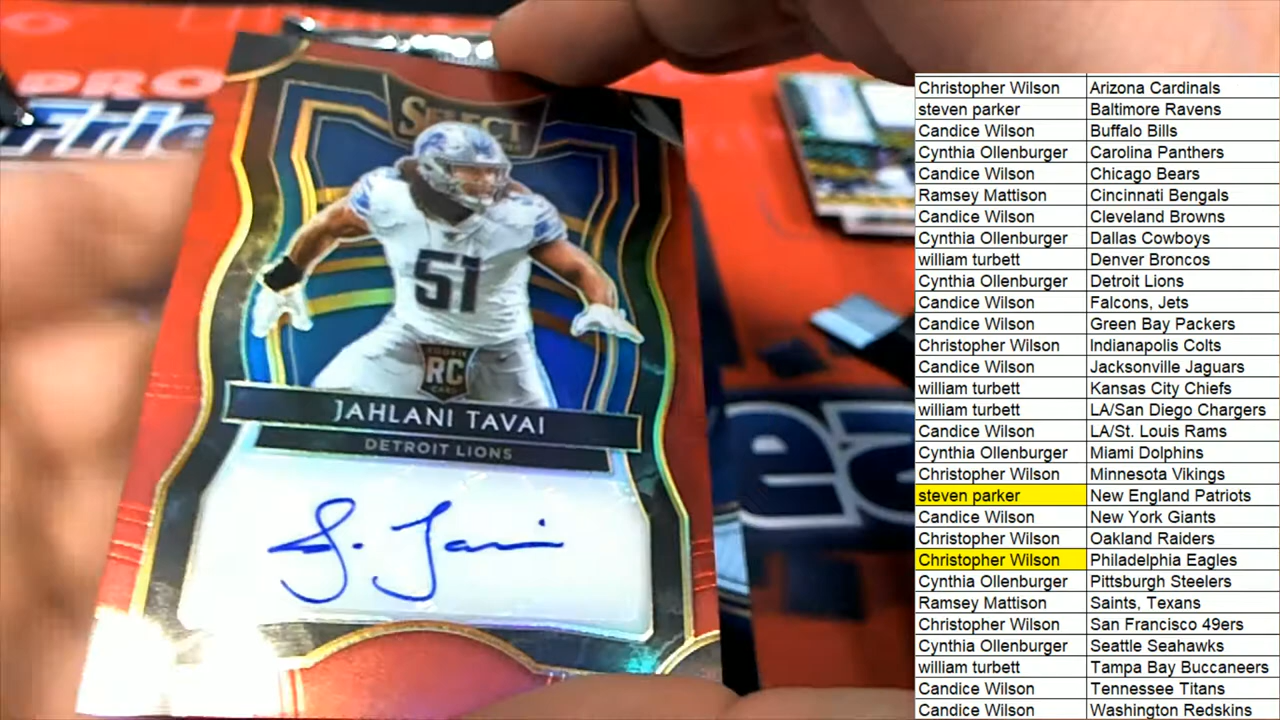 PRO
Eric
SELECT
51
ROOKIE
RC
CARD
JAHLANI TAVAI
DETROIT LIONS
J. Tavai
Christopher Wilson Arizona Cardinals
steven parker Baltimore Ravens
Candice Wilson Buffalo Bills
Cynthia Ollenburger Carolina Panthers
Candice Wilson Chicago Bears
Ramsey Mattison Cincinnati Bengals
Candice Wilson Cleveland Browns
Cynthia Ollenburger Dallas Cowboys
william turbett Denver Broncos
Cynthia Ollenburger Detroit Lions
Candice Wilson Falcons, Jets
Candice Wilson Green Bay Packers
Christopher Wilson Indianapolis Colts
Candice Wilson Jacksonville Jaguars
william turbett Kansas City Chiefs
william turbett LA/San Diego Chargers
Candice Wilson LA/St. Louis Rams
Cynthia Ollenburger Miami Dolphins
Christopher Wilson Minnesota Vikings
steven parker New England Patriots
Candice Wilson New York Giants
Christopher Wilson Oakland Raiders
Christopher Wilson Philadelphia Eagles
Cynthia Ollenburger Pittsburgh Steelers
Ramsey Mattison Saints, Texans
Christopher Wilson San Francisco 49ers
Cynthia Ollenburger Seattle Seahawks
william turbett Tampa Bay Buccaneers
Candice Wilson Tennessee Titans
Candice Wilson Washington Redskins